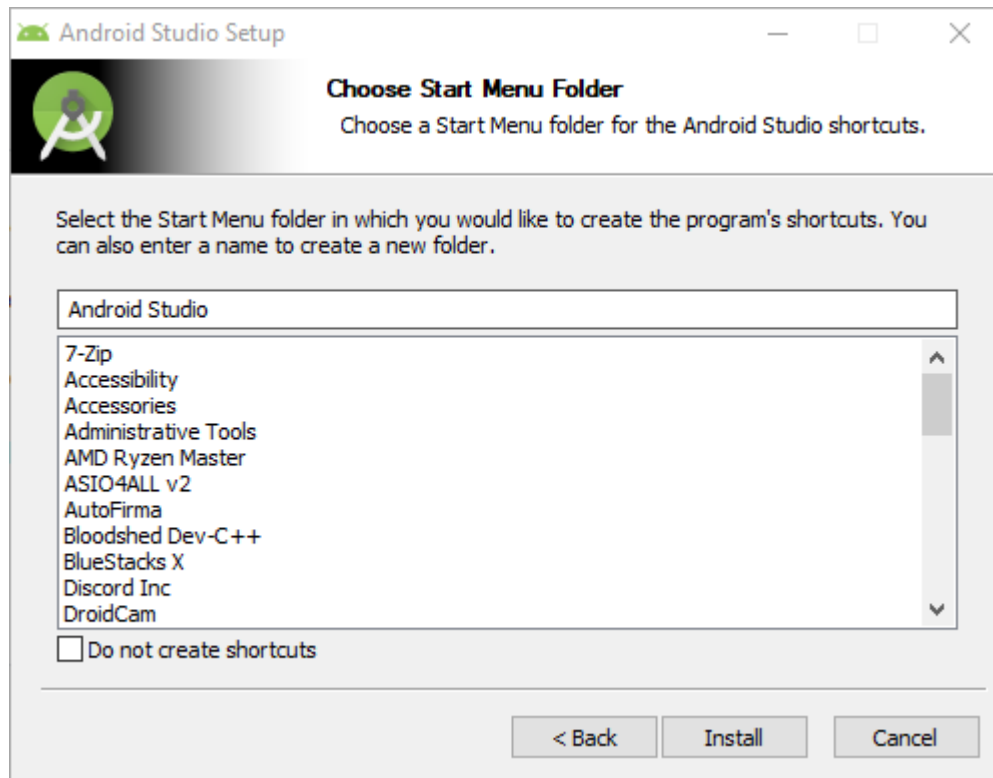 Android Studio Setup
Choose Start Menu Folder
Choose a Start Menu folder for the Android Studio shortcuts.
Select the Start Menu folder in which you would like to create the program's shortcuts. You
can also enter a name to create a new folder.
Android Studio
7-Zip
Accessibility
Accessories
Administrative Tools
AMD Ryzen Master
ASIO4ALL v2
AutoFirma
Bloodshed Dev-C++
BlueStacks X
Discord Inc
DroidCam
Do not create shortcuts
< Back Install Cancel